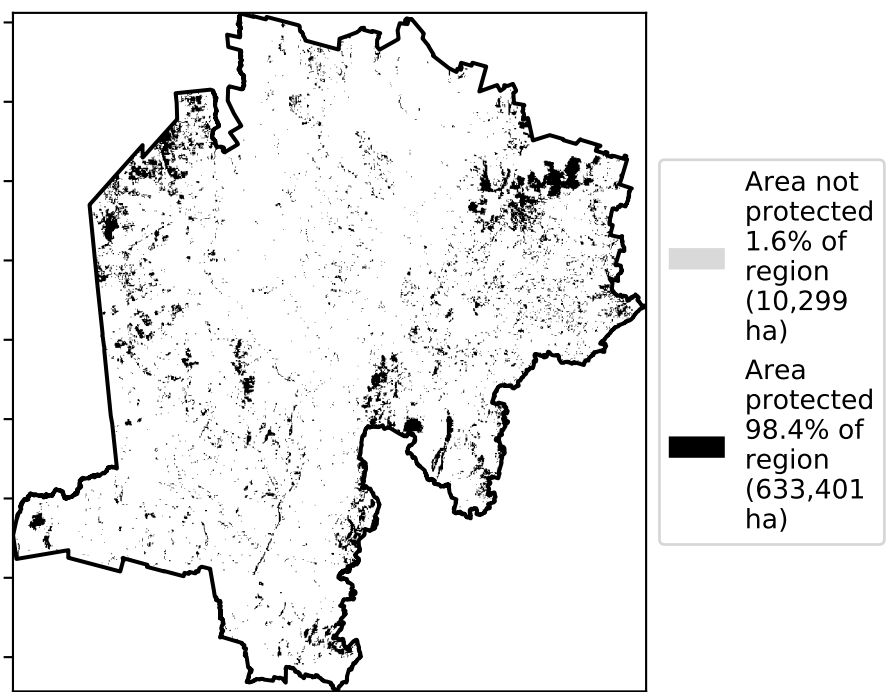 Area not
protected
1.6% of
region
(10,299
ha)
Area
protected
98.4% of
region
(633,401
ha)